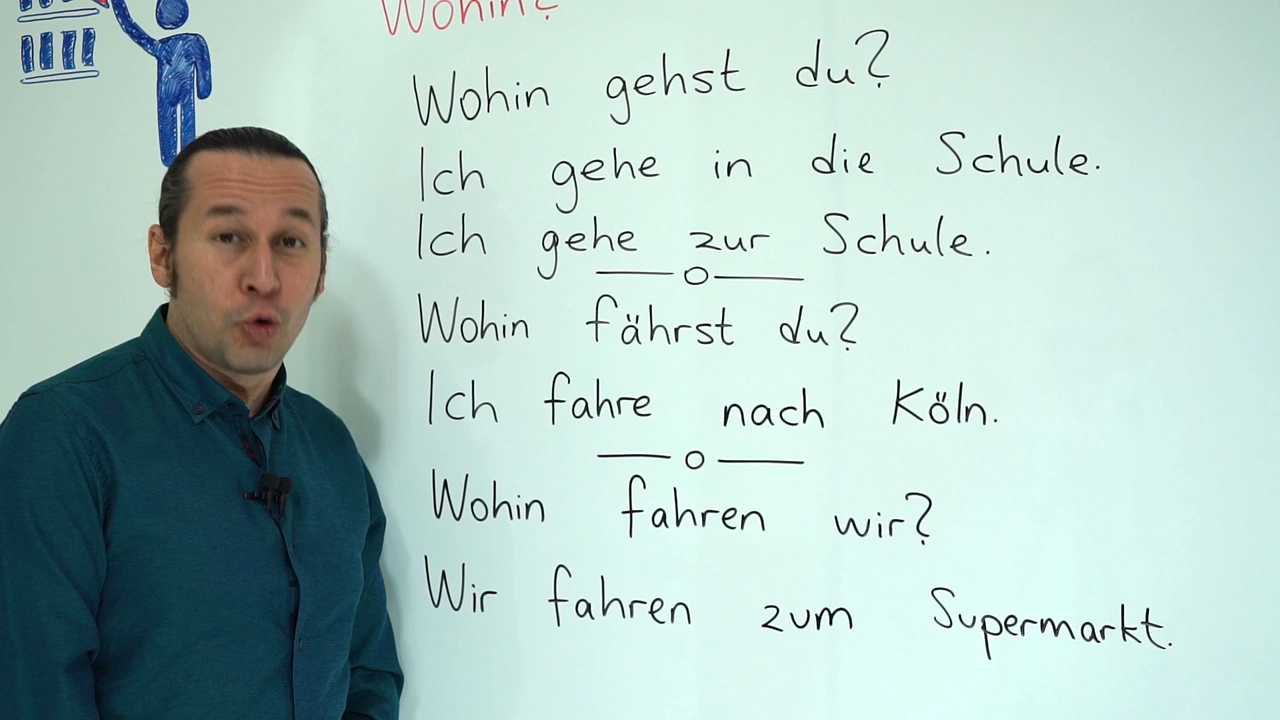 Wohin?
Wohin gehst du?
Ich gehe in die Schule.
Ich gehe zur Schule.
Wohin fährst du?
Ich fahre nach Köln.
Wohin fahren wir?
Wir fahren zum Supermarkt.